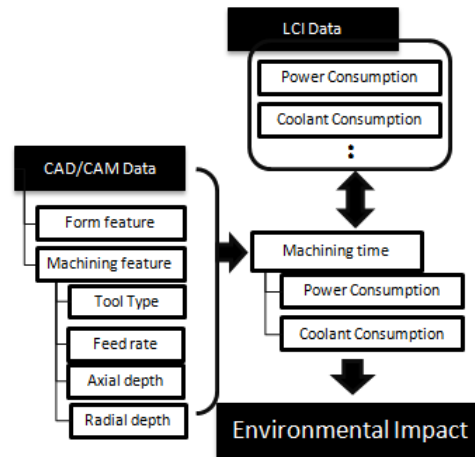 LCI Data
Power Consumption
Coolant Consumption
:
CAD/CAM Data
Form feature
Machining feature
Tool Type
Feed rate
Axial depth
Radial depth
Machining time
Power Consumption
Coolant Consumption
Environmental Impact